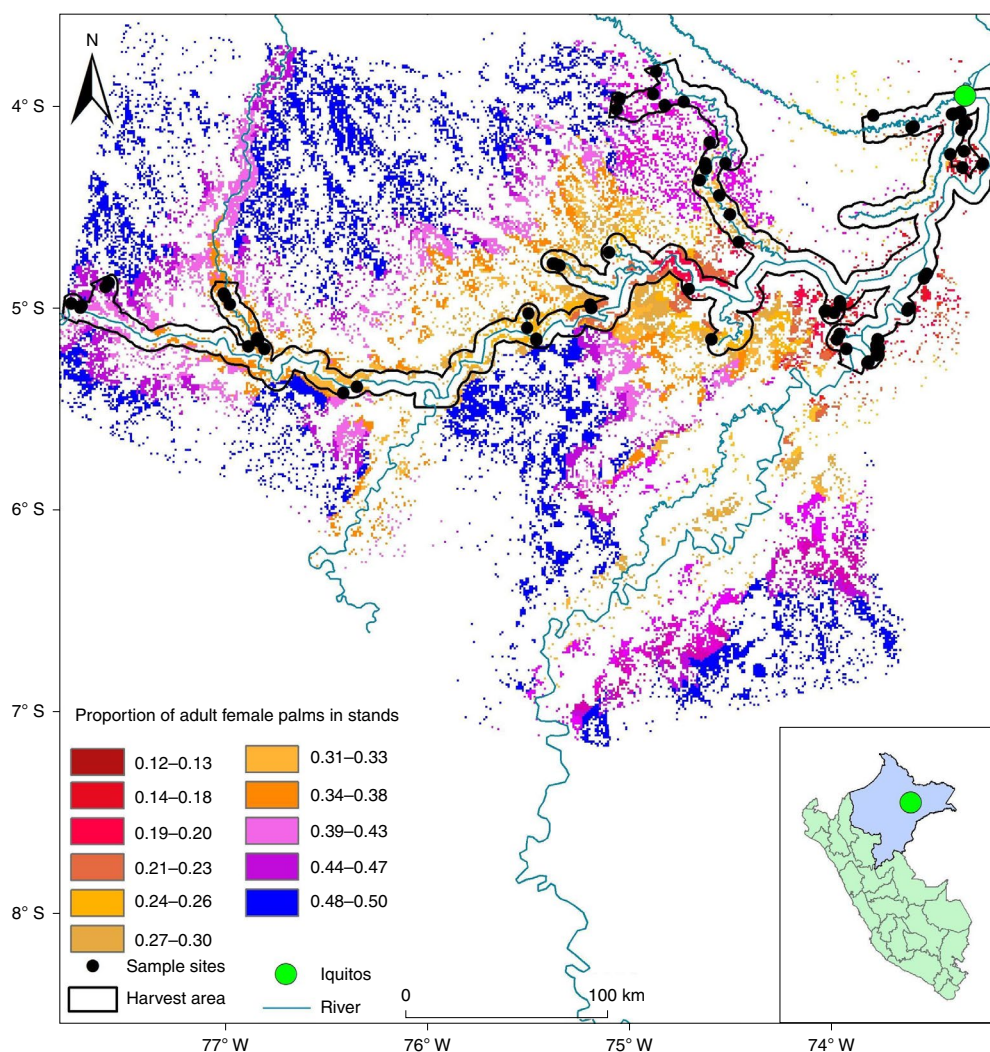 N
4° S
5° S
6° S
7° S
8° S
Proportion of adult female palms in stands
0.12–0.13
0.14–0.18
0.19–0.20
0.21–0.23
0.24–0.26
0.27–0.30
0.31–0.33
0.34–0.38
0.39–0.43
0.44–0.47
0.48–0.50
Sample sites
Harvest area
Iquitos
River
0 100 km
77° W 76° W 75° W 74° W